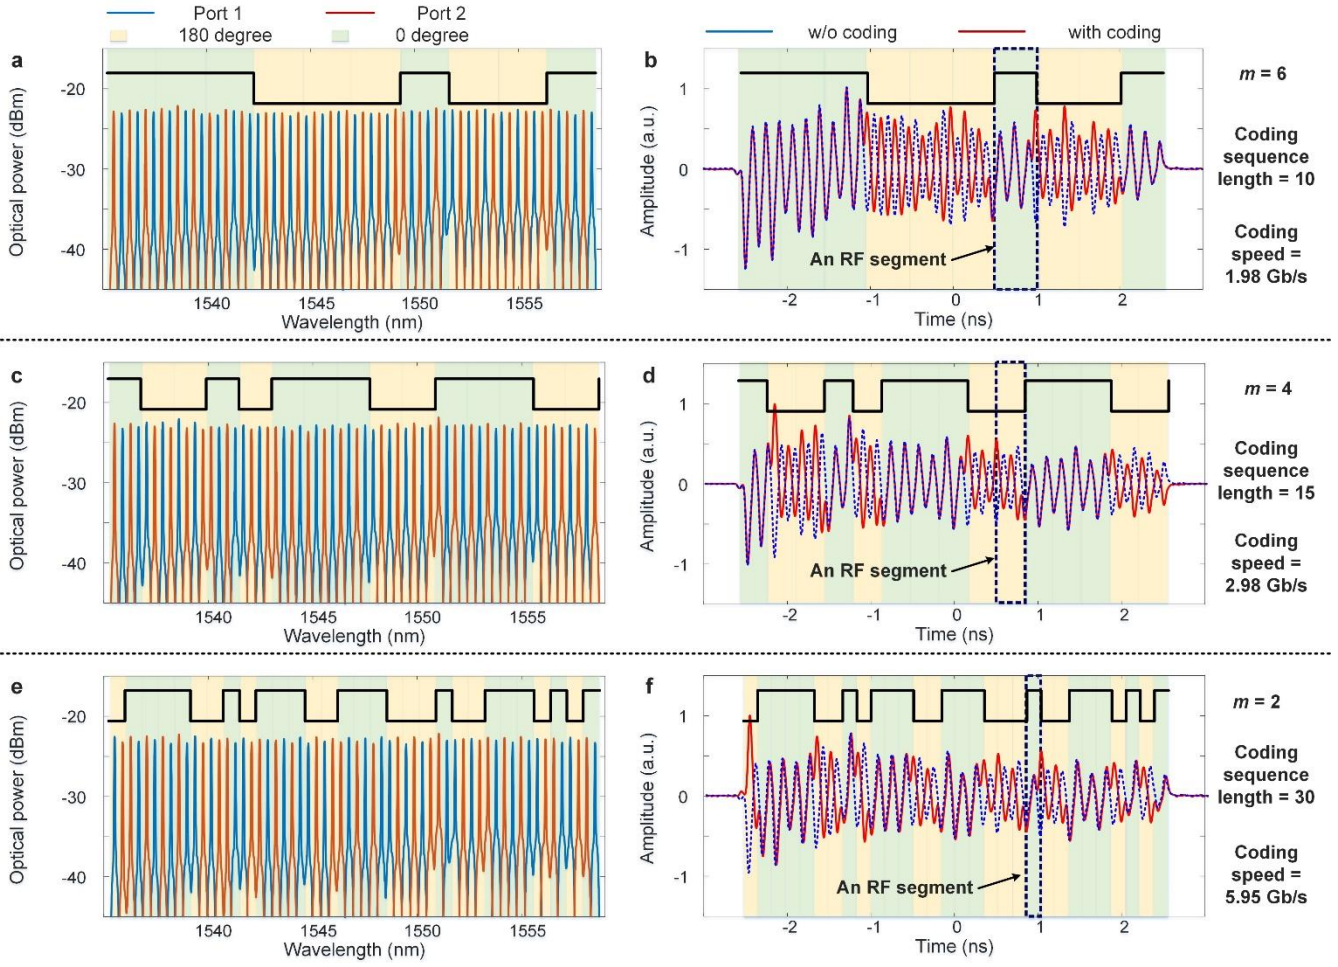 Port 1 Port 2
180 degree 0 degree
w/o coding with coding
a
Optical power (dBm)
-20
-30
-40
1540 1545 1550 1555
Wavelength (nm)
b
Amplitude (a.u.)
1
0
-1
An RF segment
-2 -1 0 1 2
Time (ns)
m = 6
Coding
sequence
length = 10
Coding
speed =
1.98 Gb/s
c
Optical power (dBm)
-20
-30
-40
1540 1545 1550 1555
Wavelength (nm)
d
Amplitude (a.u.)
1
0
-1
An RF segment
-2 -1 0 1 2
Time (ns)
m = 4
Coding
sequence
length = 15
Coding
speed =
2.98 Gb/s
e
Optical power (dBm)
-20
-30
-40
1540 1545 1550 1555
Wavelength (nm)
f
Amplitude (a.u.)
1
0
-1
An RF segment
-2 -1 0 1 2
Time (ns)
m = 2
Coding
sequence
length = 30
Coding
speed =
5.95 Gb/s